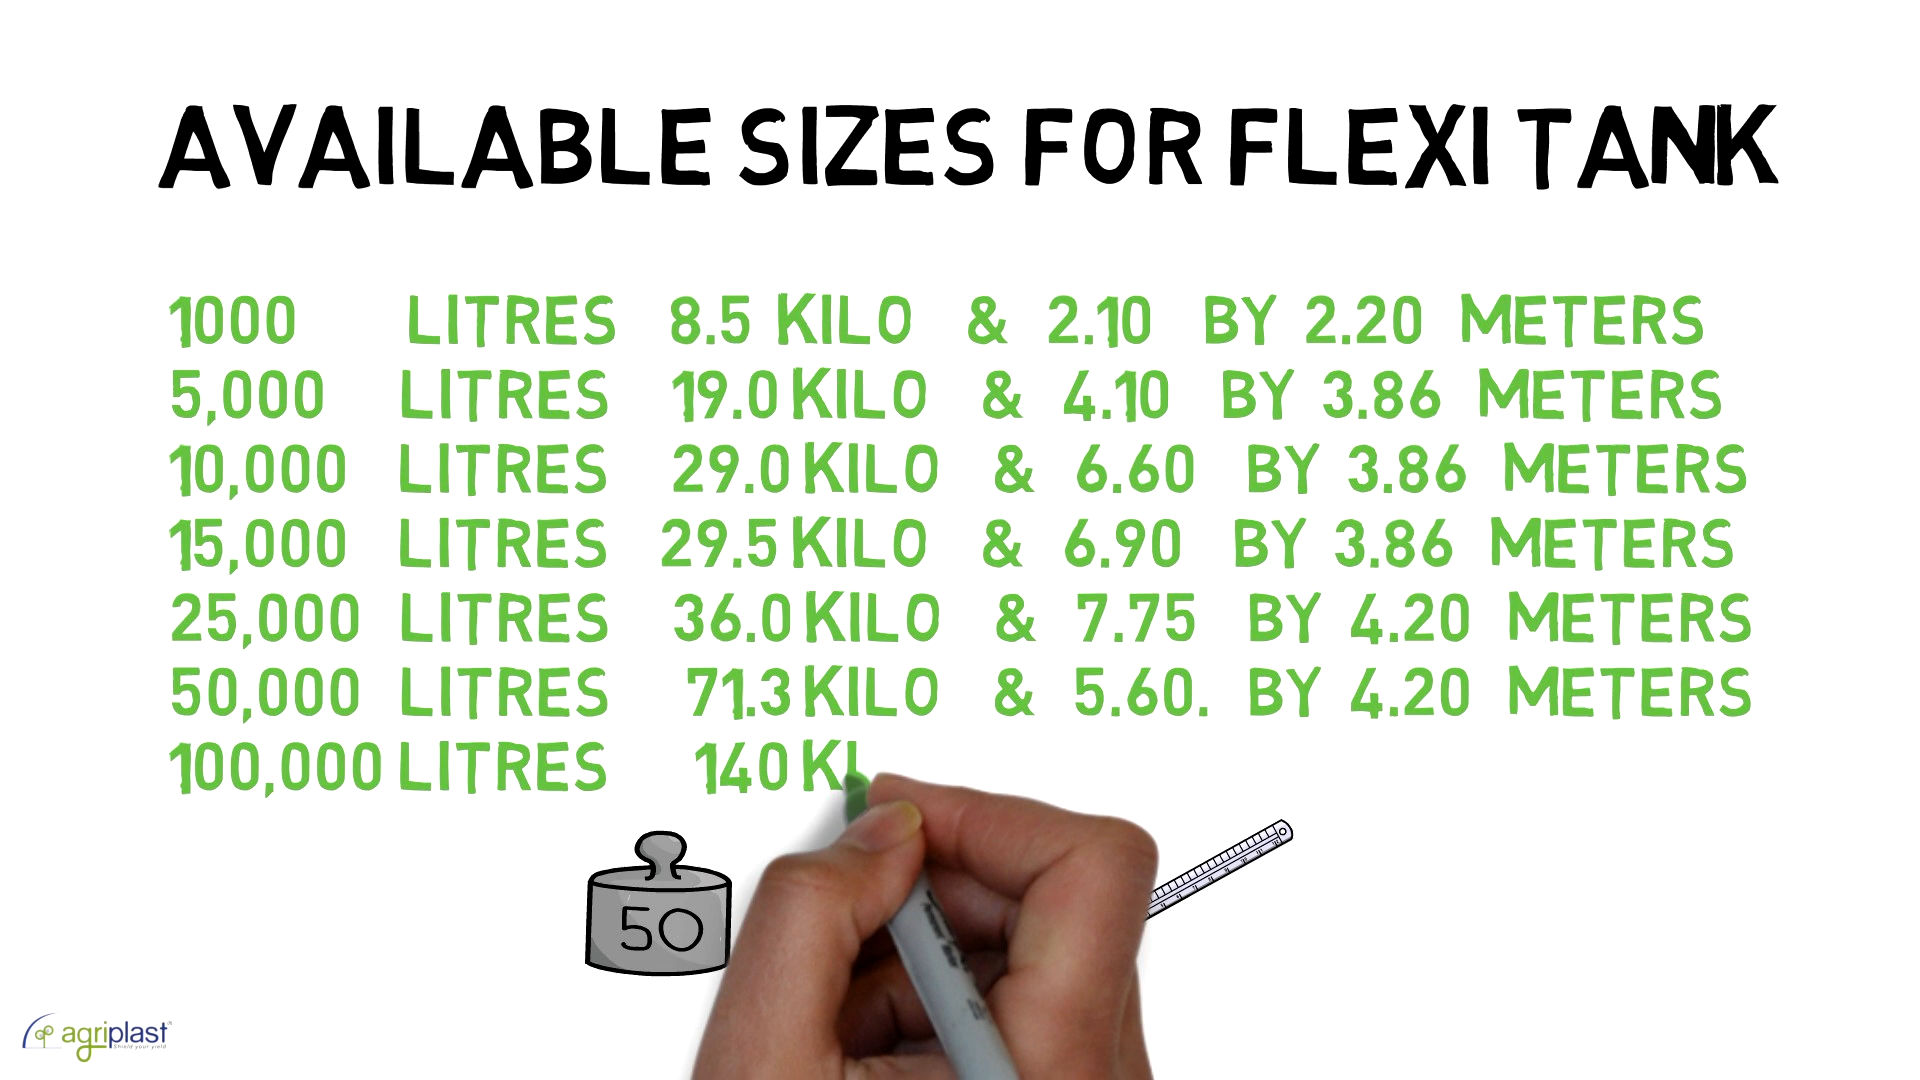 AVAILABLE SIZES FOR FLEXI TANK
1000 LITRES 8.5 KILO & 2.10 BY 2.20 METERS
5,000 LITRES 19.0 KILO & 4.10 BY 3.86 METERS
10,000 LITRES 29.0 KILO & 6.60 BY 3.86 METERS
15,000 LITRES 29.5 KILO & 6.90 BY 3.86 METERS
25,000 LITRES 36.0 KILO & 7.75 BY 4.20 METERS
50,000 LITRES 71.3 KILO & 5.60. BY 4.20 METERS
100,000 LITRES 140 KI
50
agriplast
Shield your yield